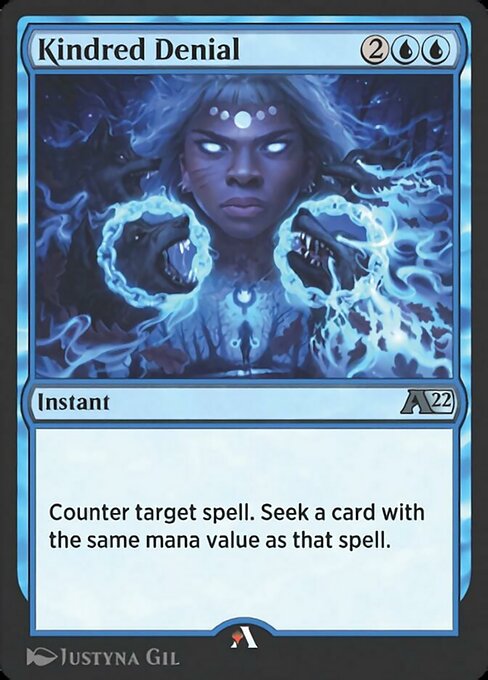 Kindred Denial 2
Instant A22
Counter target spell. Seek a card with
the same mana value as that spell.
Justyna Gil